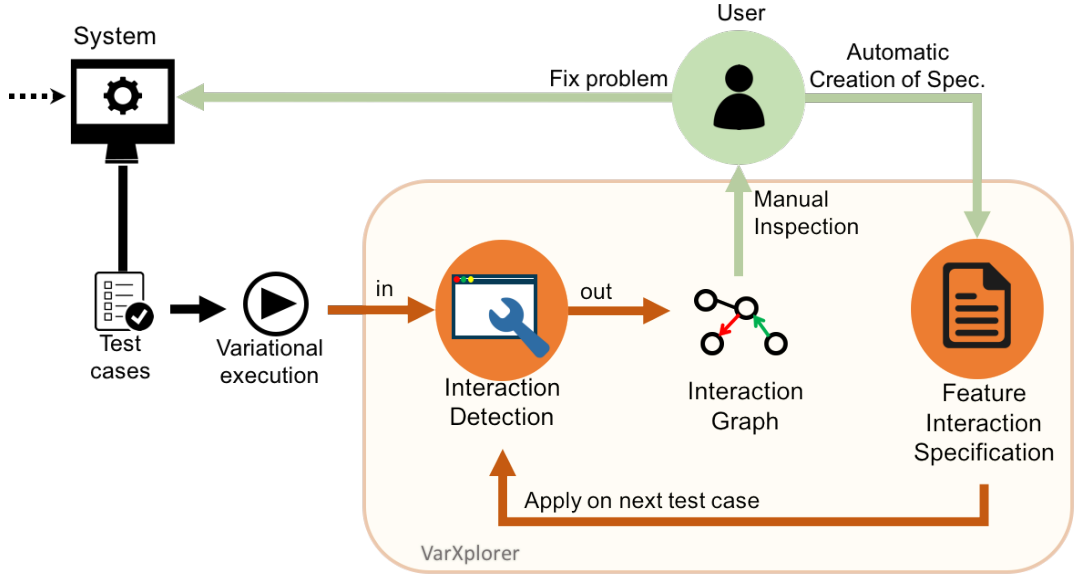 User
System
Automatic
Creation of Spec.
Fix problem
Manual
Inspection
in
out
Test
cases
Variational
execution
Interaction
Detection
Interaction
Graph
Feature
Interaction
Specification
Apply on next test case
VarXplorer